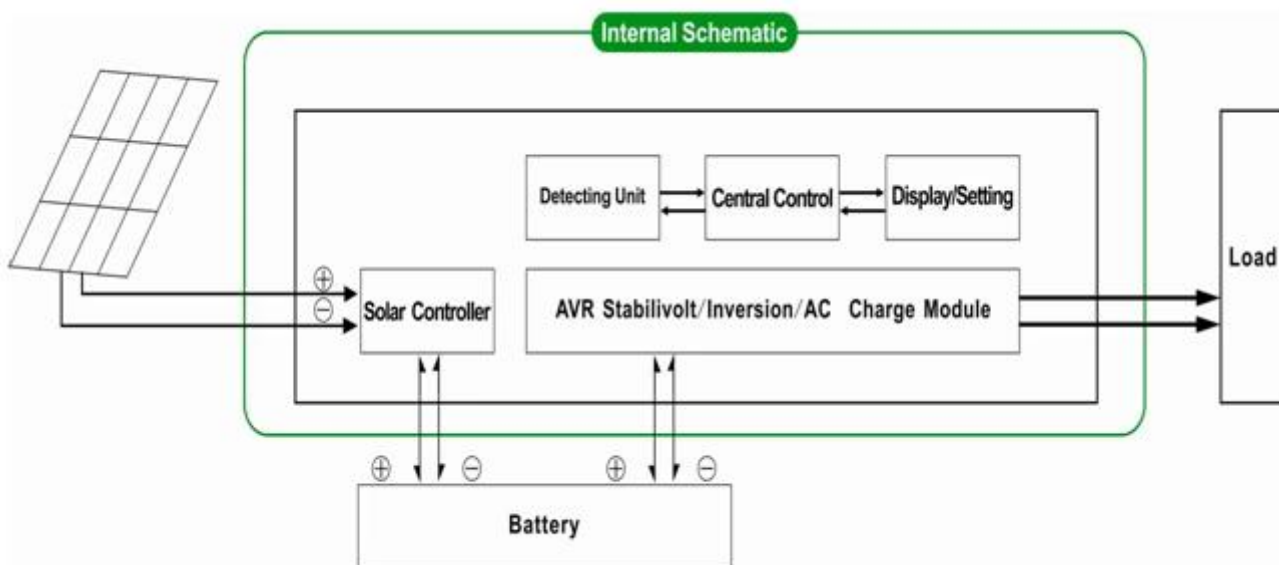 Internal Schematic
Detecting Unit
Central Control
Display/Setting
Load
⊕
⊖
Solar Controller
AVR Stabilivolt/Inversion/AC Charge Module
⊕ ⊖ ⊕ ⊖
Battery